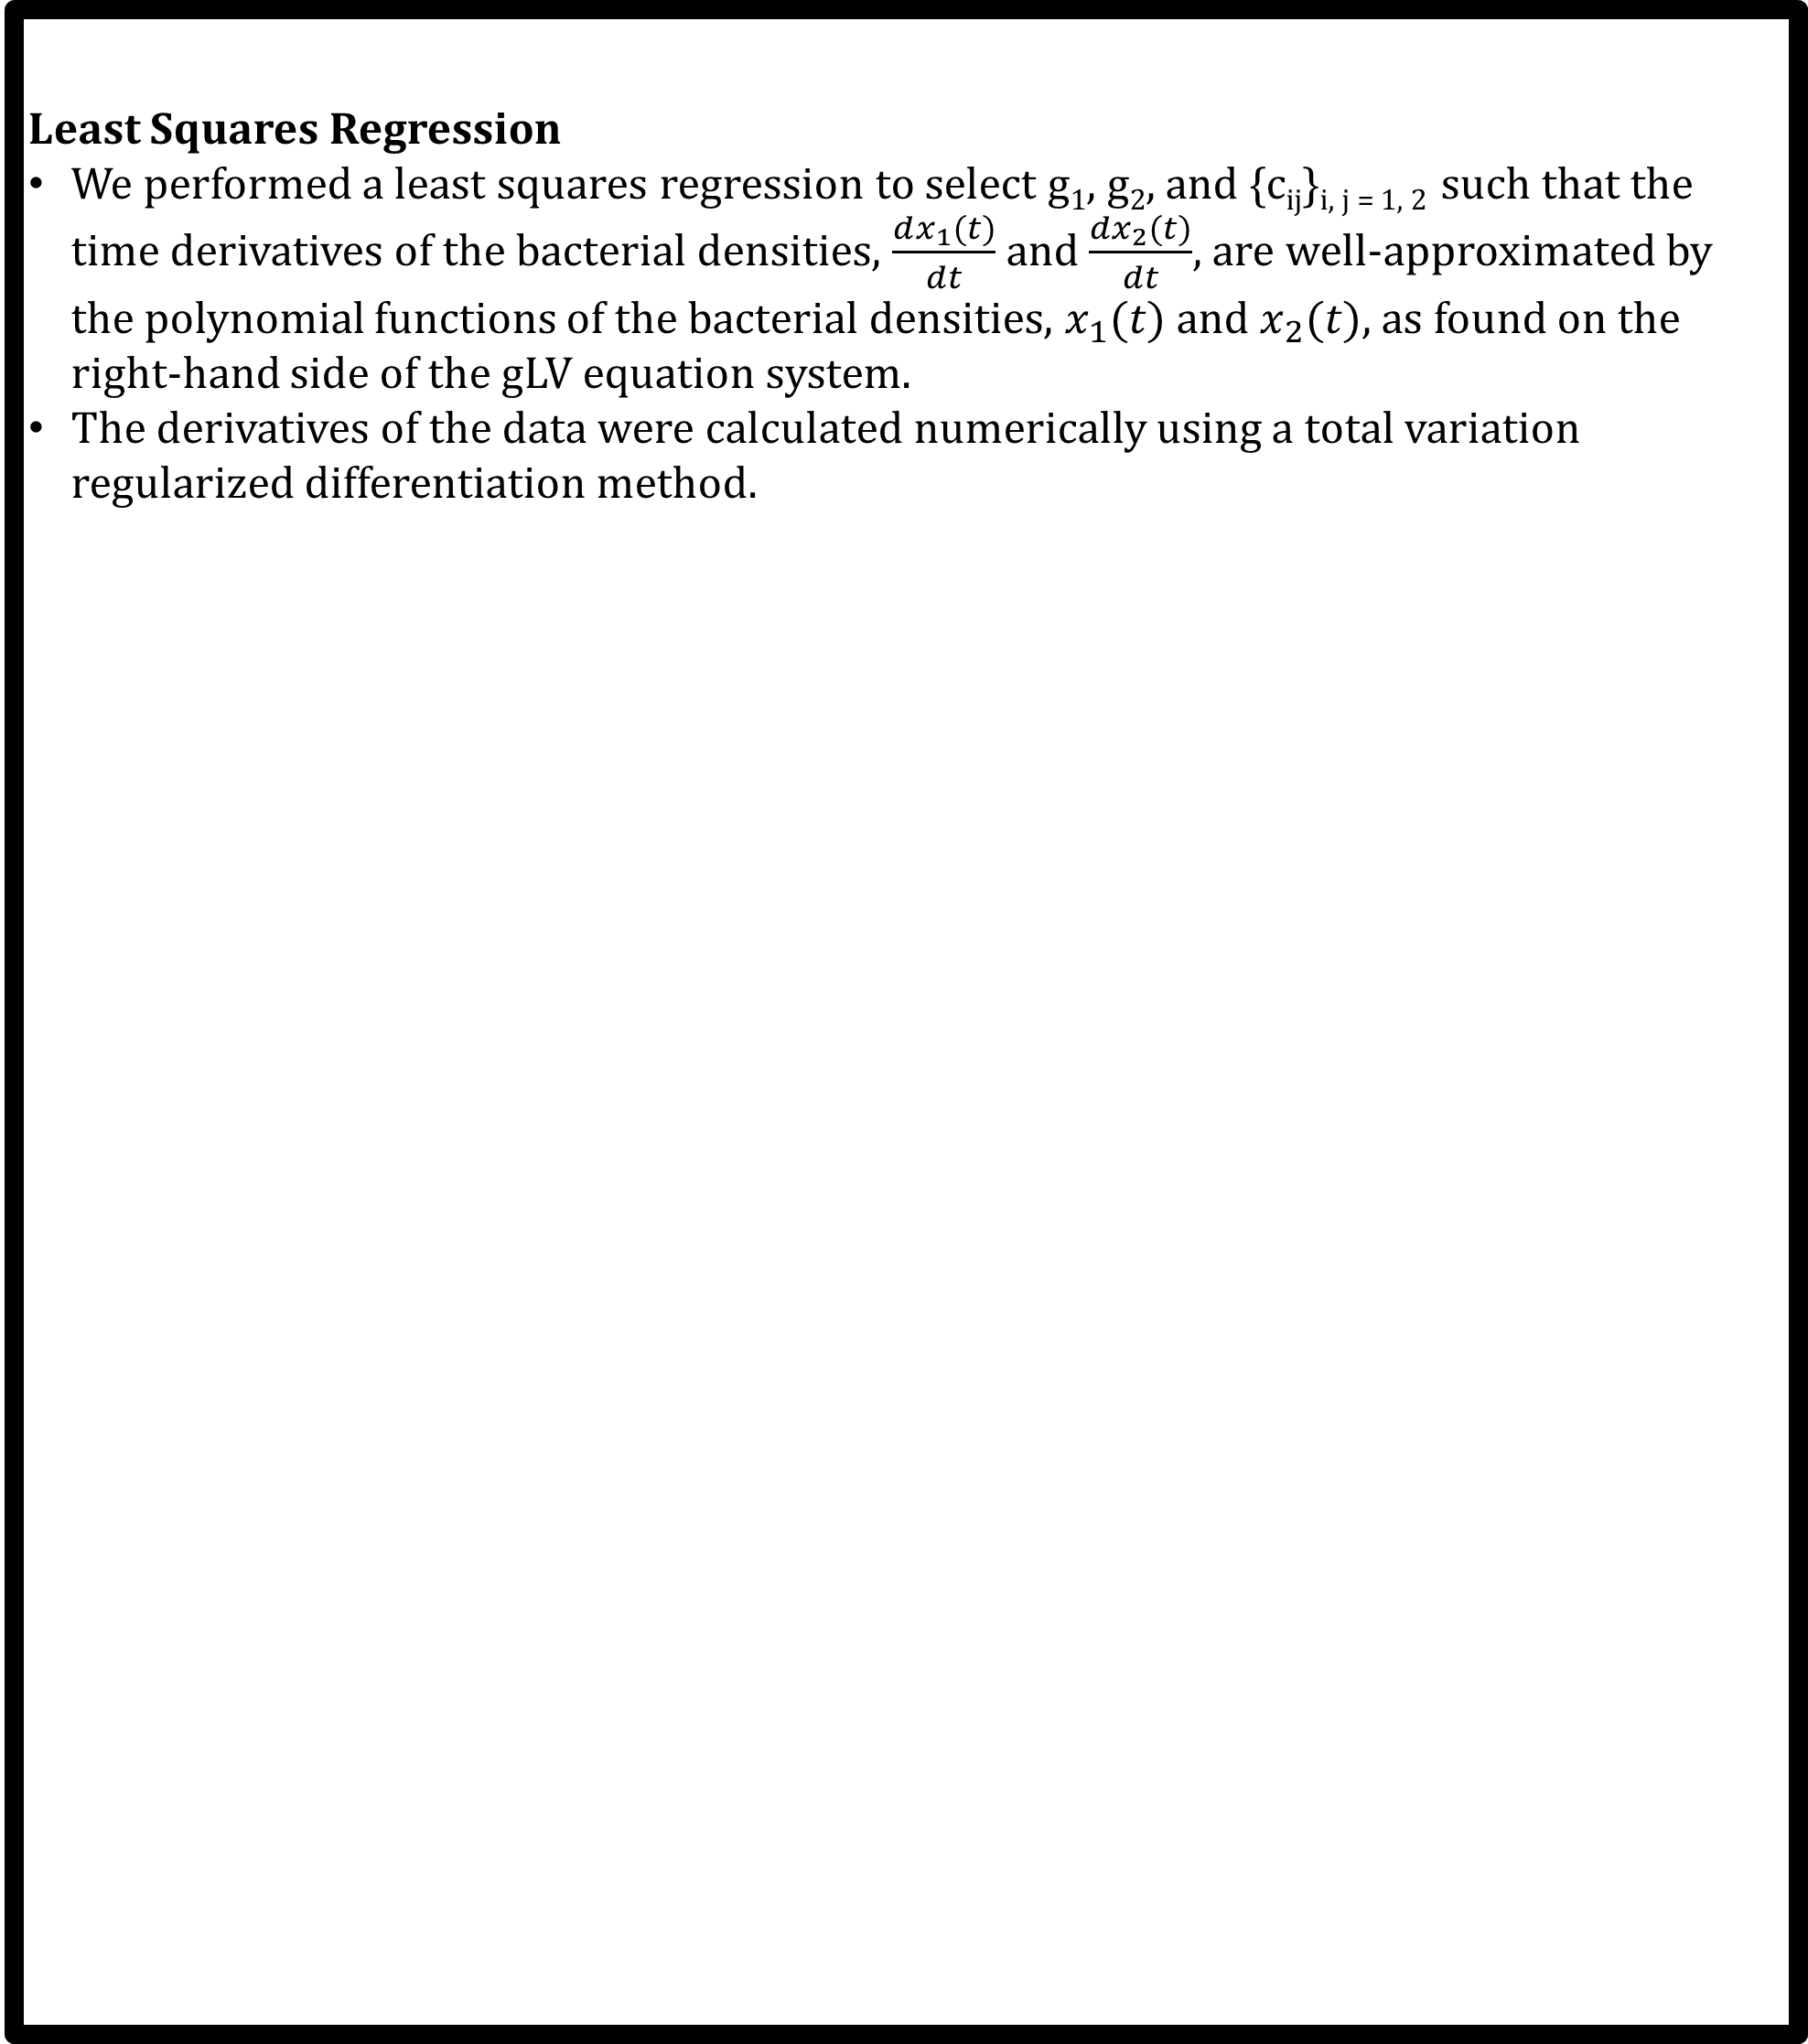 Least Squares Regression
• We performed a least squares regression to select g₁, g₂, and {cᵢⱼ}ᵢ, ⱼ ₌ ₁, ₂ such that the
time derivatives of the bacterial densities, dx₁(t)/dt and dx₂(t)/dt, are well-approximated by
the polynomial functions of the bacterial densities, x₁(t) and x₂(t), as found on the
right-hand side of the gLV equation system.
• The derivatives of the data were calculated numerically using a total variation
regularized differentiation method.